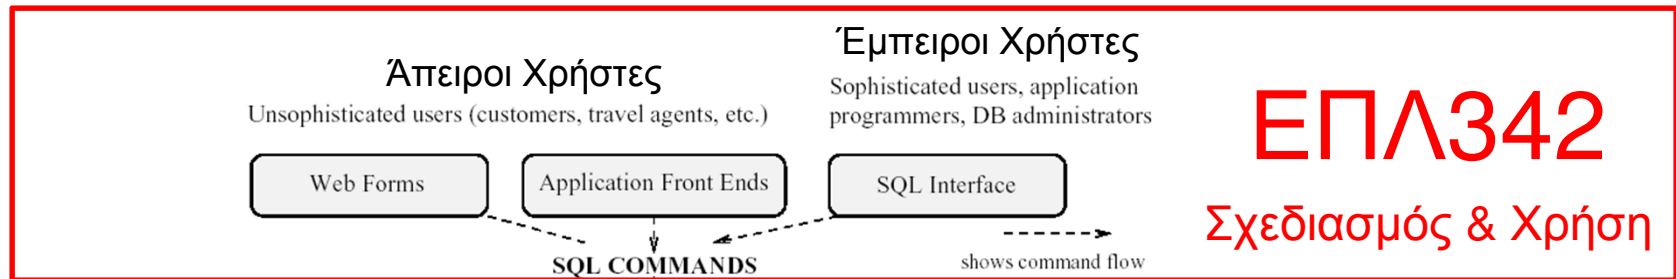 Άπειροι Χρήστες
Unsophisticated users (customers, travel agents, etc.)
Έμπειροι Χρήστες
Sophisticated users, application
programmers, DB administrators
Web Forms
Application Front Ends
SQL Interface
SQL COMMANDS
shows command flow
ΕΠΛ342
Σχεδιασμός & Χρήση